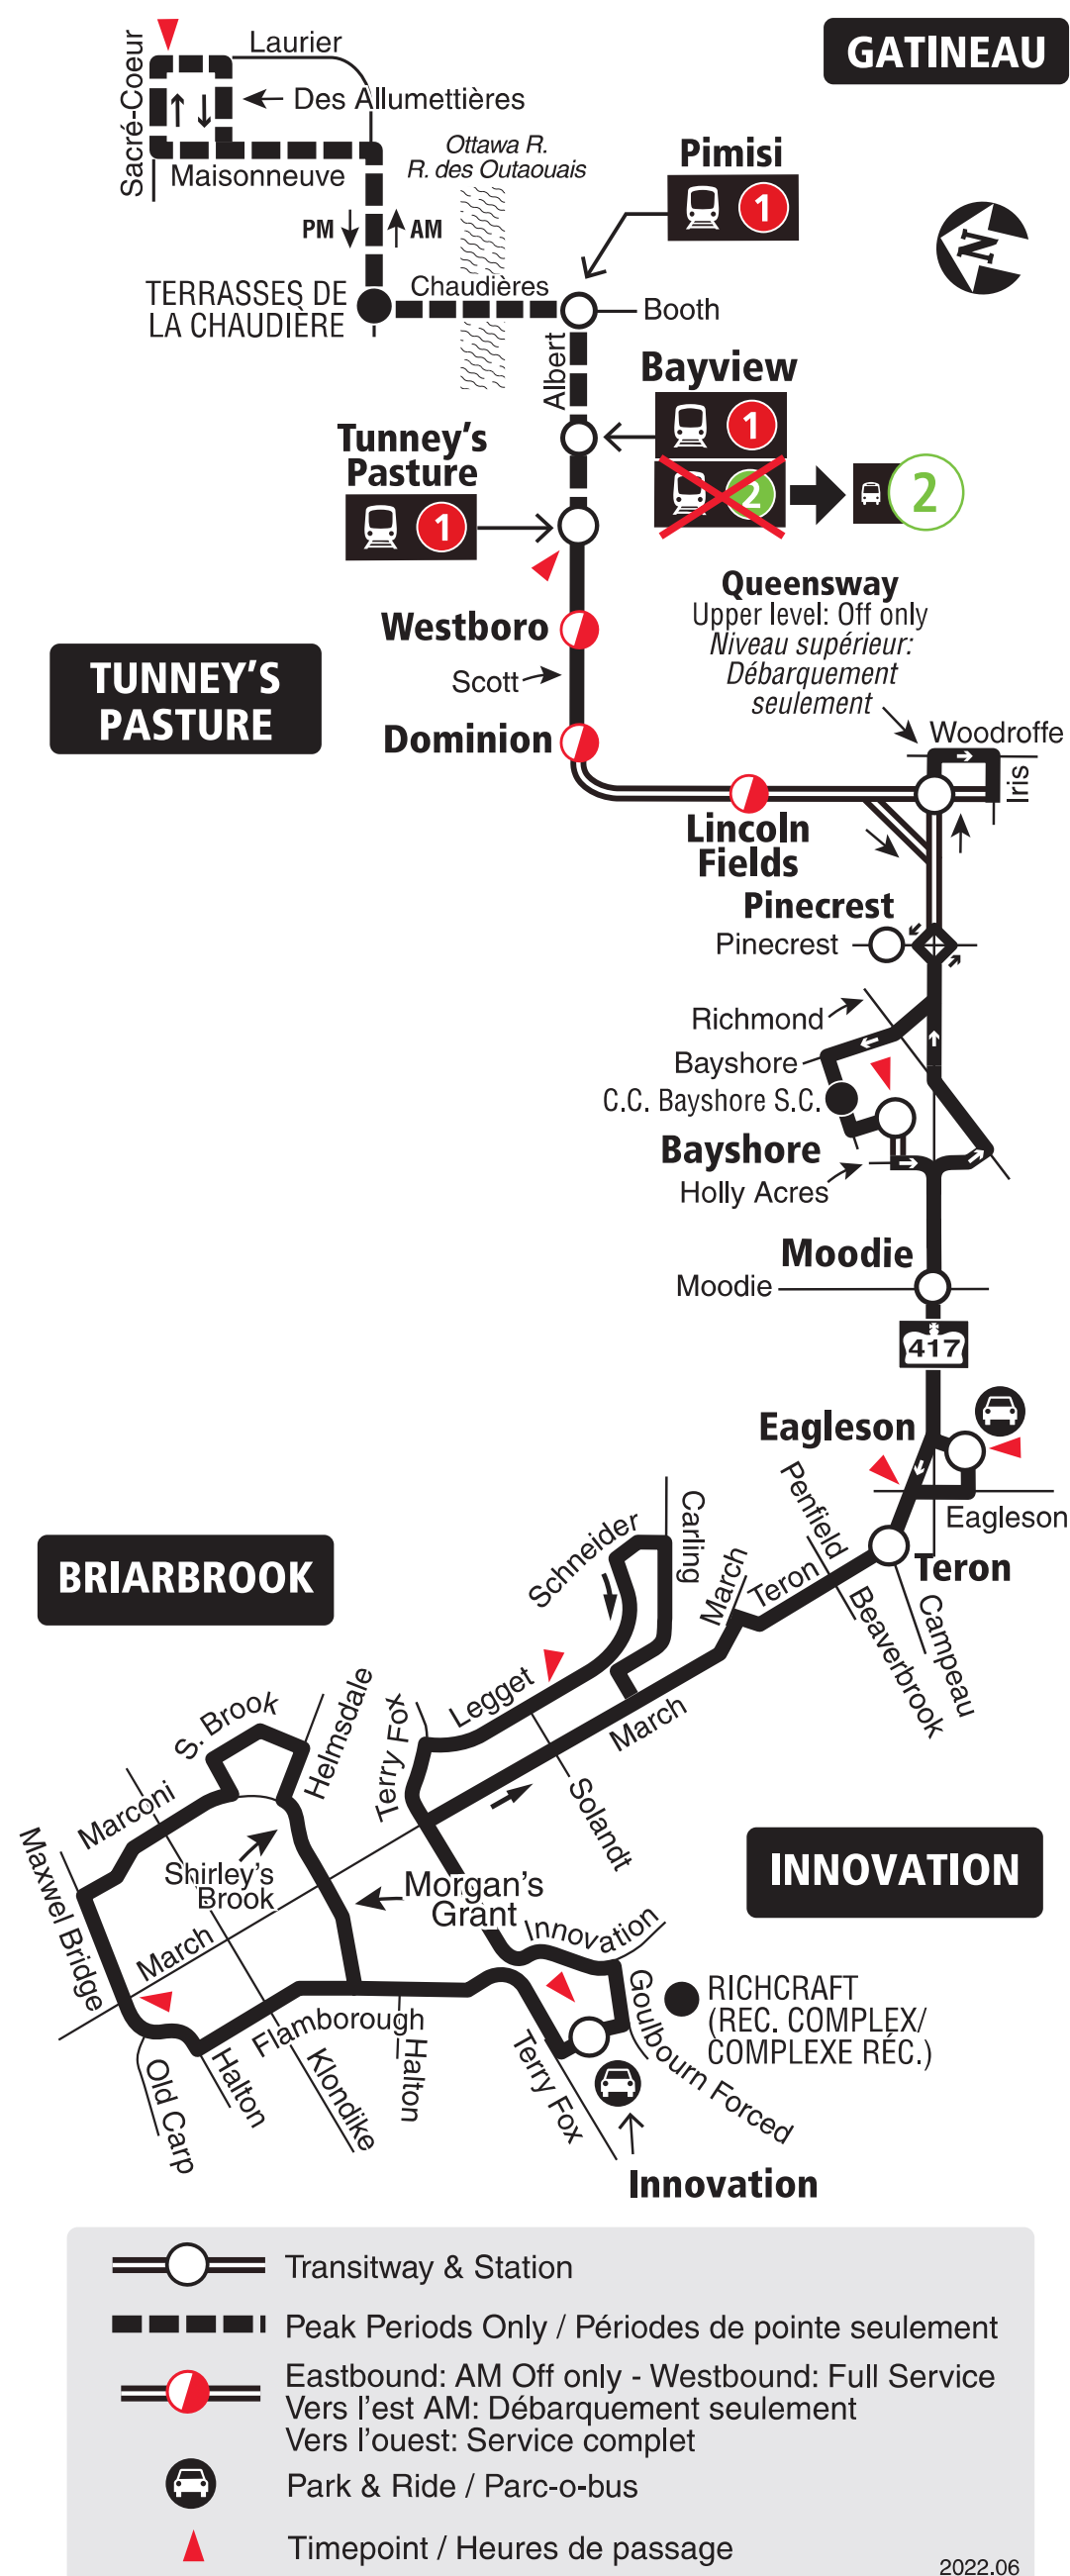 GATINEAU
Laurier
Sacré-Coeur
Des Allumettières
Maisonneuve
Ottawa R.
R. des Outaouais
Pimisi
1
N
PM
AM
TERRASSES DE
LA CHAUDIÈRE
Chaudières
Booth
Albert
Bayview
1
2
2
Tunney's
Pasture
1
Queensway
Upper level: Off only
Niveau supérieur:
Débarquement
seulement
Westboro
Scott
TUNNEY'S
PASTURE
Dominion
Woodroffe
Iris
Lincoln
Fields
Pinecrest
Pinecrest
Richmond
Bayshore
C.C. Bayshore S.C.
Bayshore
Holly Acres
Moodie
Moodie
417
Eagleson
Eagleson
Teron
Penfield
Carling
Schneider
March
Teron
Campeau
Beaverbrook
BRIARBROOK
Legget
March
Terry Fox
Helmsdale
S. Brook
Solandt
Marconi
Maxwel Bridge
Shirley's
Brook
Morgan's
Grant
INNOVATION
March
Innovation
Goulbourn Forced
RICHCRAFT
(REC. COMPLEX/
COMPLEXE RÉC.)
Flamborough
Old Carp
Halton
Klondike
Halton
Terry Fox
Innovation
Transitway & Station
Peak Periods Only / Périodes de pointe seulement
Eastbound: AM Off only - Westbound: Full Service
Vers l'est AM: Débarquement seulement
Vers l'ouest: Service complet
Park & Ride / Parc-o-bus
Timepoint / Heures de passage
2022.06